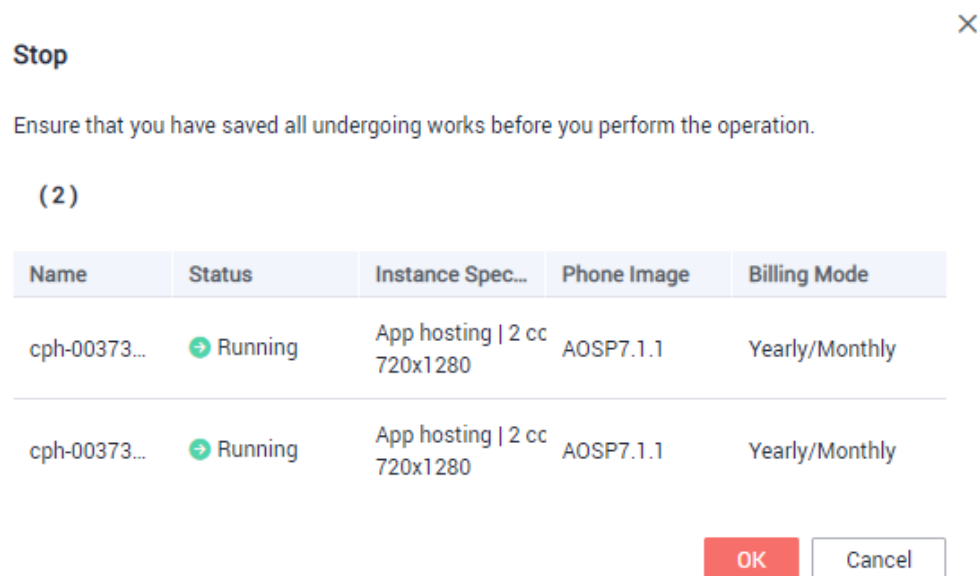 Stop
Ensure that you have saved all undergoing works before you perform the operation.
(2)
Name Status Instance Spec... Phone Image Billing Mode
cph-00373... Running App hosting | 2 cc 720x1280 AOSP7.1.1 Yearly/Monthly
cph-00373... Running App hosting | 2 cc 720x1280 AOSP7.1.1 Yearly/Monthly
OK Cancel